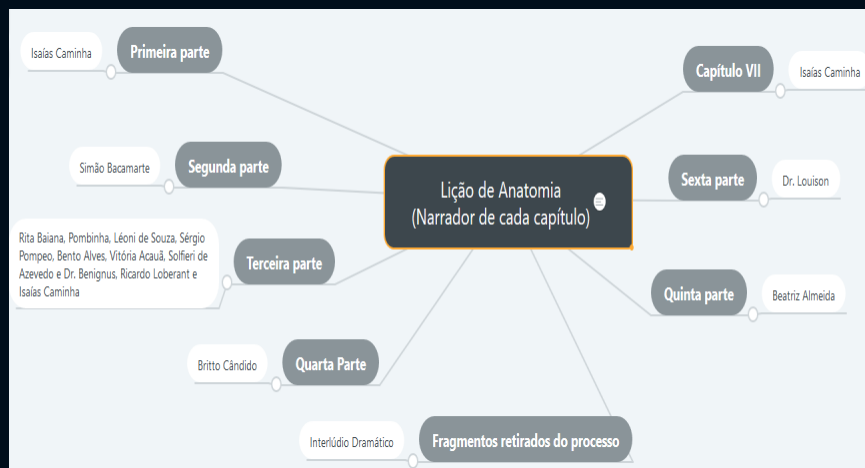 Lição de Anatomia
(Narrador de cada capítulo)
Primeira parte
Isaías Caminha
Segunda parte
Simão Bacamarte
Terceira parte
Rita Baiana, Pombinha, Léoni de Souza, Sérgio
Pompeo, Bento Alves, Vitória Acauã, Solfieri de
Azevedo e Dr. Benignus, Ricardo Loberant e
Isaías Caminha
Quarta Parte
Britto Cândido
Fragmentos retirados do processo
Interlúdio Dramático
Quinta parte
Beatriz Almeida
Sexta parte
Dr. Louison
Capítulo VII
Isaías Caminha